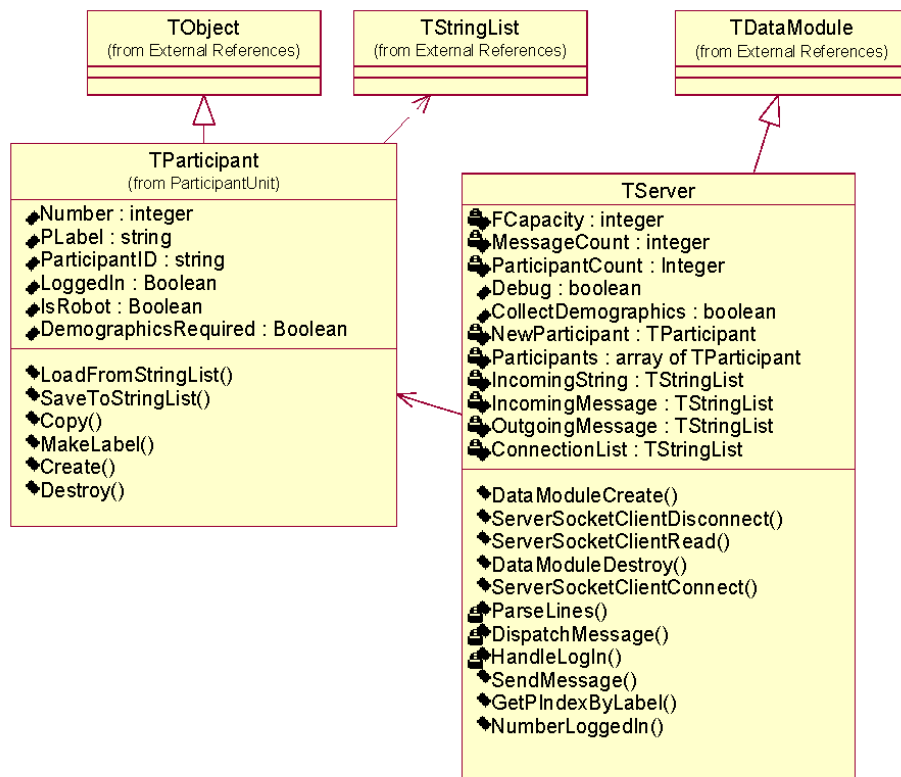 TObject
(from External References)
TStringList
(from External References)
TDataModule
(from External References)
TParticipant
(from ParticipantUnit)
Number : integer
PLabel : string
ParticipantID : string
LoggedIn : Boolean
IsRobot : Boolean
DemographicsRequired : Boolean
LoadFromStringList()
SaveToStringList()
Copy()
MakeLabel()
Create()
Destroy()
TServer
FCapacity : integer
MessageCount : integer
ParticipantCount : Integer
Debug : boolean
CollectDemographics : boolean
NewParticipant : TParticipant
Participants : array of TParticipant
IncomingString : TStringList
IncomingMessage : TStringList
OutgoingMessage : TStringList
ConnectionList : TStringList
DataModuleCreate()
ServerSocketClientDisconnect()
ServerSocketClientRead()
DataModuleDestroy()
ServerSocketClientConnect()
ParseLines()
DispatchMessage()
HandleLogIn()
SendMessage()
GetPIndexByLabel()
NumberLoggedIn()